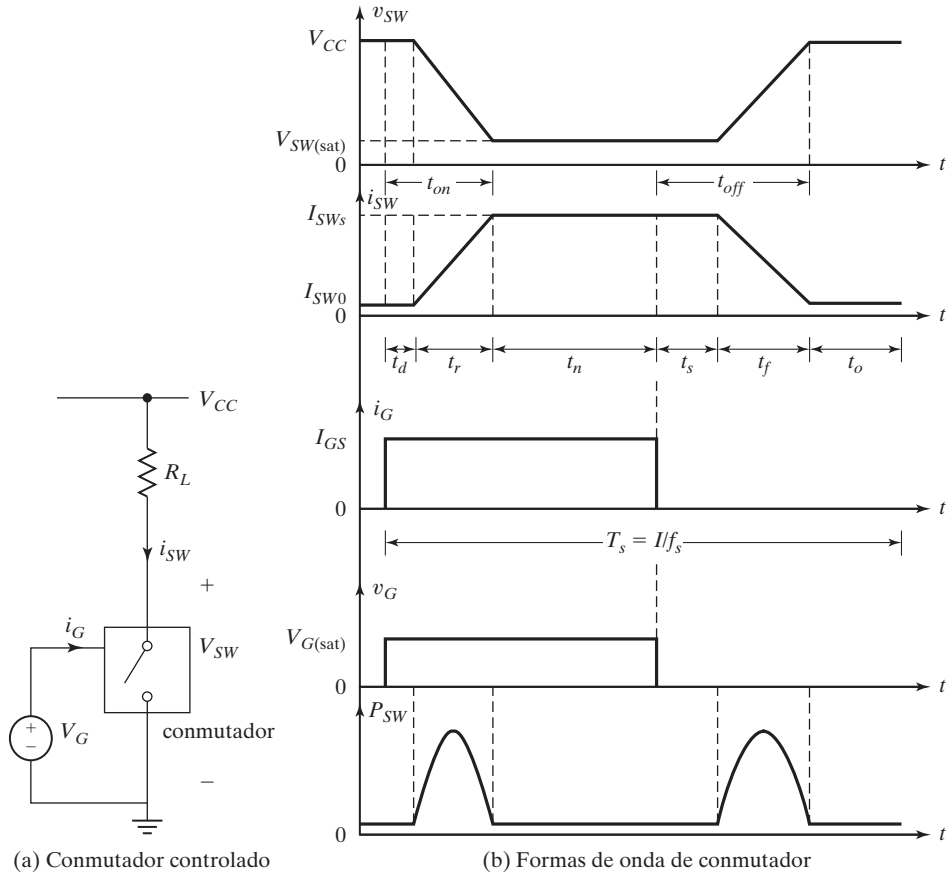 v_SW
V_CC
V_SW(sat)
0
t
t_on
t_off
i_SW
I_SWs
I_SW0
0
t
t_d
t_r
t_n
t_s
t_f
t_o
i_G
I_GS
0
t
T_s = I/f_s
v_G
V_G(sat)
0
t
P_SW
0
t
V_CC
R_L
i_SW
+
i_G
V_SW
+
−
V_G
conmutador
−
(a) Conmutador controlado
(b) Formas de onda de conmutador